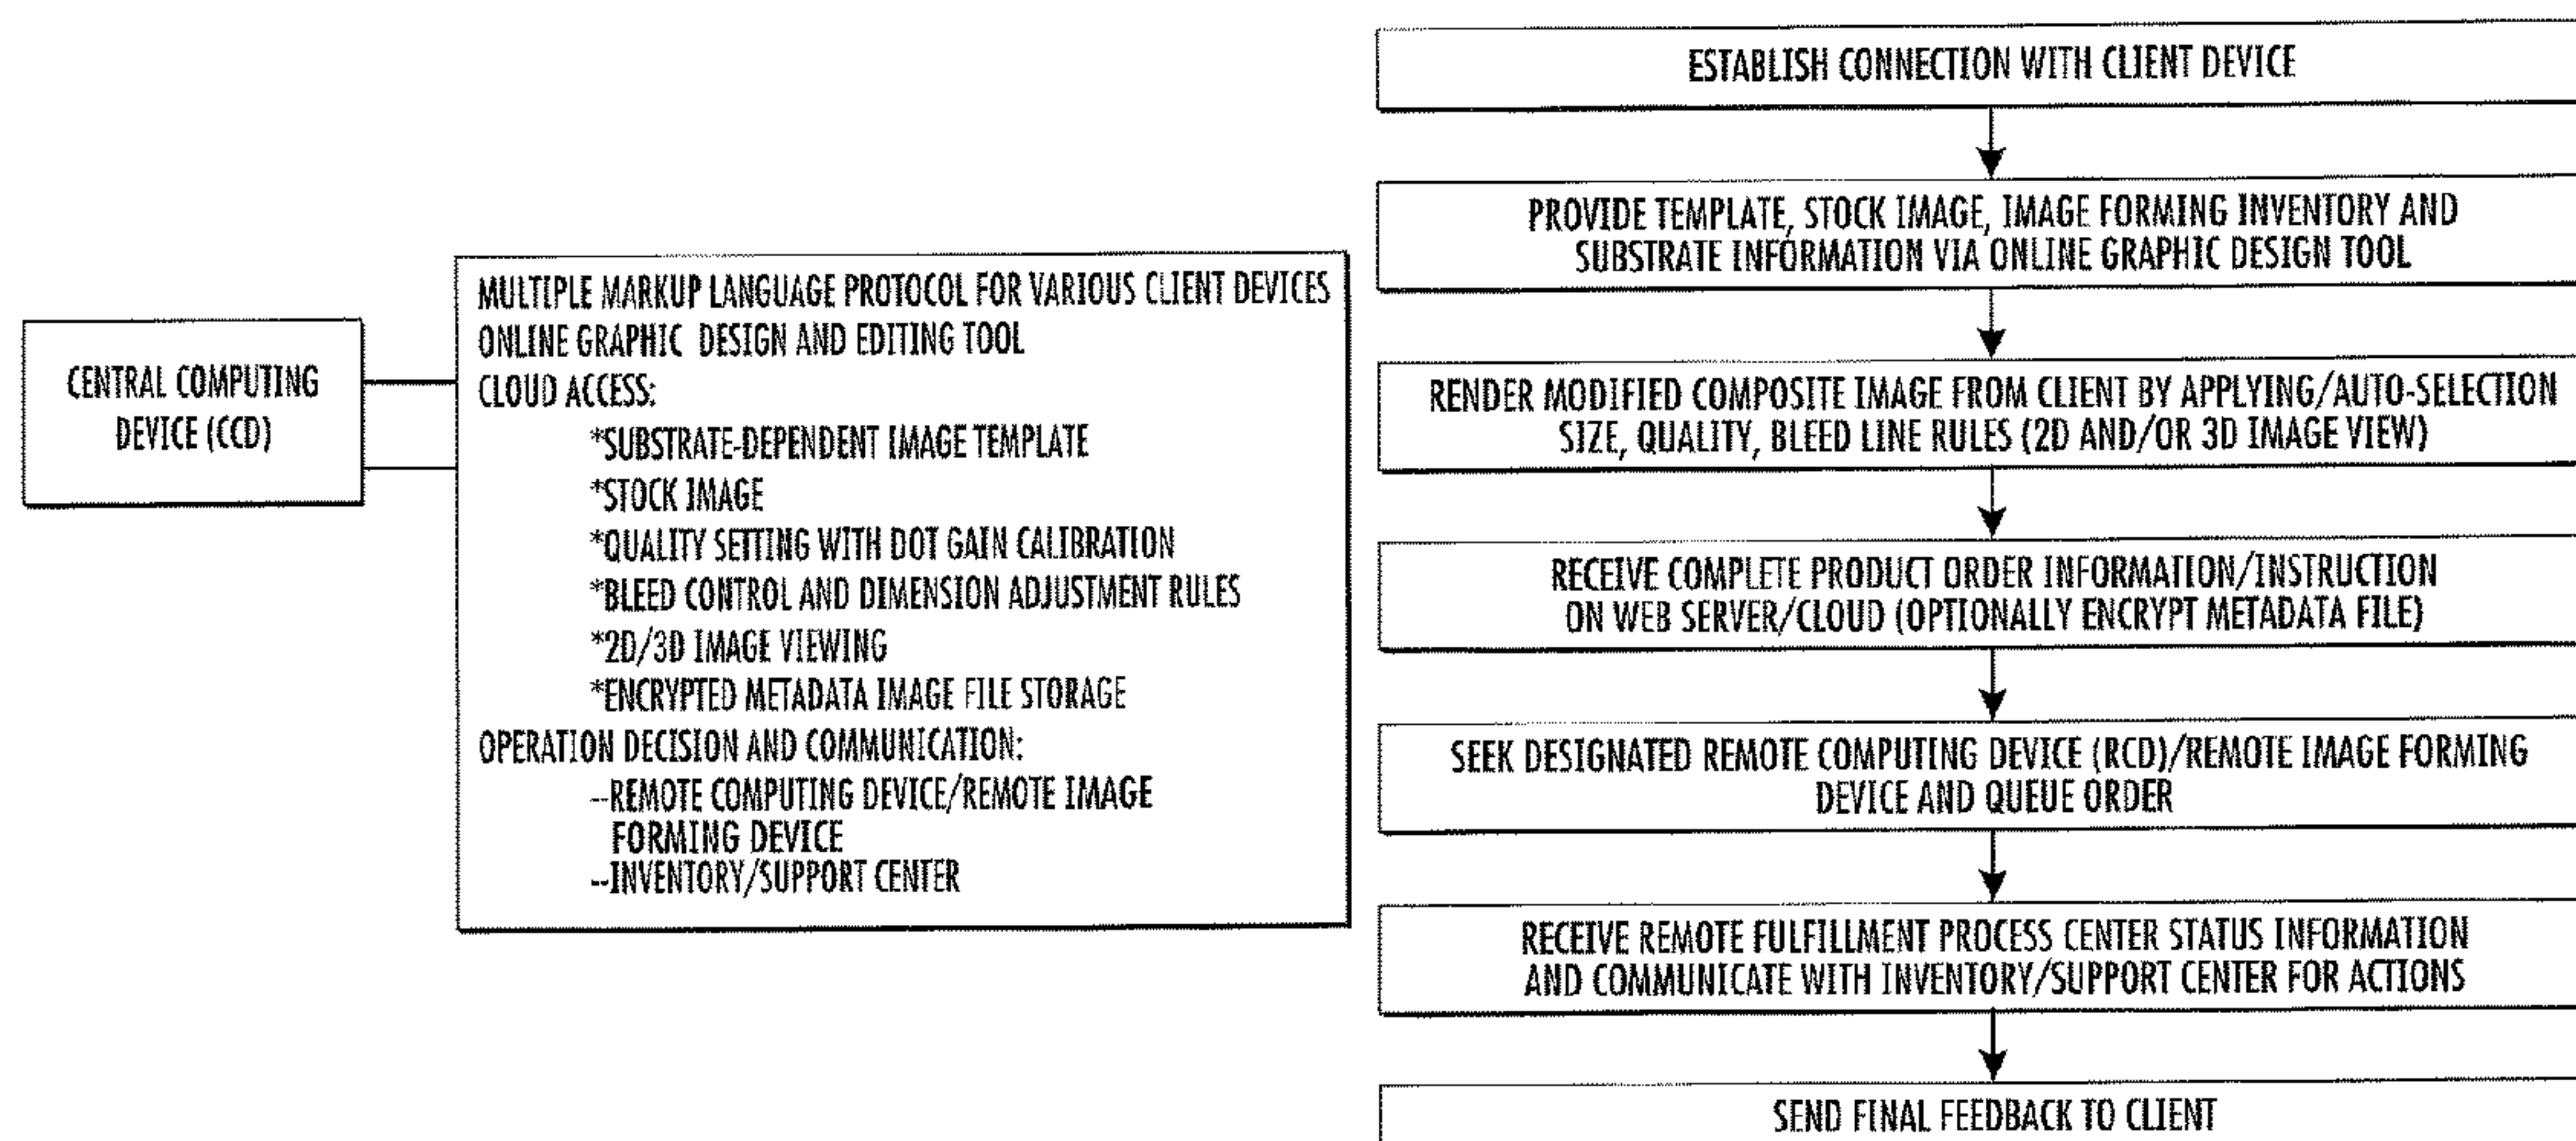 CENTRAL COMPUTING
DEVICE (CCD)
MULTIPLE MARKUP LANGUAGE PROTOCOL FOR VARIOUS CLIENT DEVICES
ONLINE GRAPHIC DESIGN AND EDITING TOOL
CLOUD ACCESS:
*SUBSTRATE-DEPENDENT IMAGE TEMPLATE
*STOCK IMAGE
*QUALITY SETTING WITH DOT GAIN CALIBRATION
*BLEED CONTROL AND DIMENSION ADJUSTMENT RULES
*2D/3D IMAGE VIEWING
*ENCRYPTED METADATA IMAGE FILE STORAGE
OPERATION DECISION AND COMMUNICATION:
--REMOTE COMPUTING DEVICE/REMOTE IMAGE
FORMING DEVICE
--INVENTORY/SUPPORT CENTER
ESTABLISH CONNECTION WITH CLIENT DEVICE
PROVIDE TEMPLATE, STOCK IMAGE, IMAGE FORMING INVENTORY AND
SUBSTRATE INFORMATION VIA ONLINE GRAPHIC DESIGN TOOL
RENDER MODIFIED COMPOSITE IMAGE FROM CLIENT BY APPLYING/AUTO-SELECTION
SIZE, QUALITY, BLEED LINE RULES (2D AND/OR 3D IMAGE VIEW)
RECEIVE COMPLETE PRODUCT ORDER INFORMATION/INSTRUCTION
ON WEB SERVER/CLOUD (OPTIONALLY ENCRYPT METADATA FILE)
SEEK DESIGNATED REMOTE COMPUTING DEVICE (RCD)/REMOTE IMAGE FORMING
DEVICE AND QUEUE ORDER
RECEIVE REMOTE FULFILLMENT PROCESS CENTER STATUS INFORMATION
AND COMMUNICATE WITH INVENTORY/SUPPORT CENTER FOR ACTIONS
SEND FINAL FEEDBACK TO CLIENT